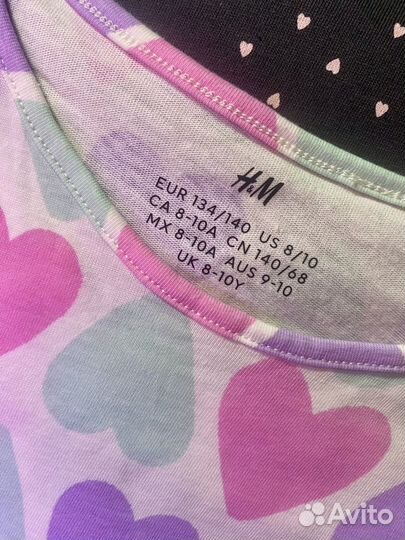 H&M
EUR 134/140 US 8/10
CA 8-10A CN 140/68
MX 8-10A AUS 9-10
UK 8-10Y
Avito